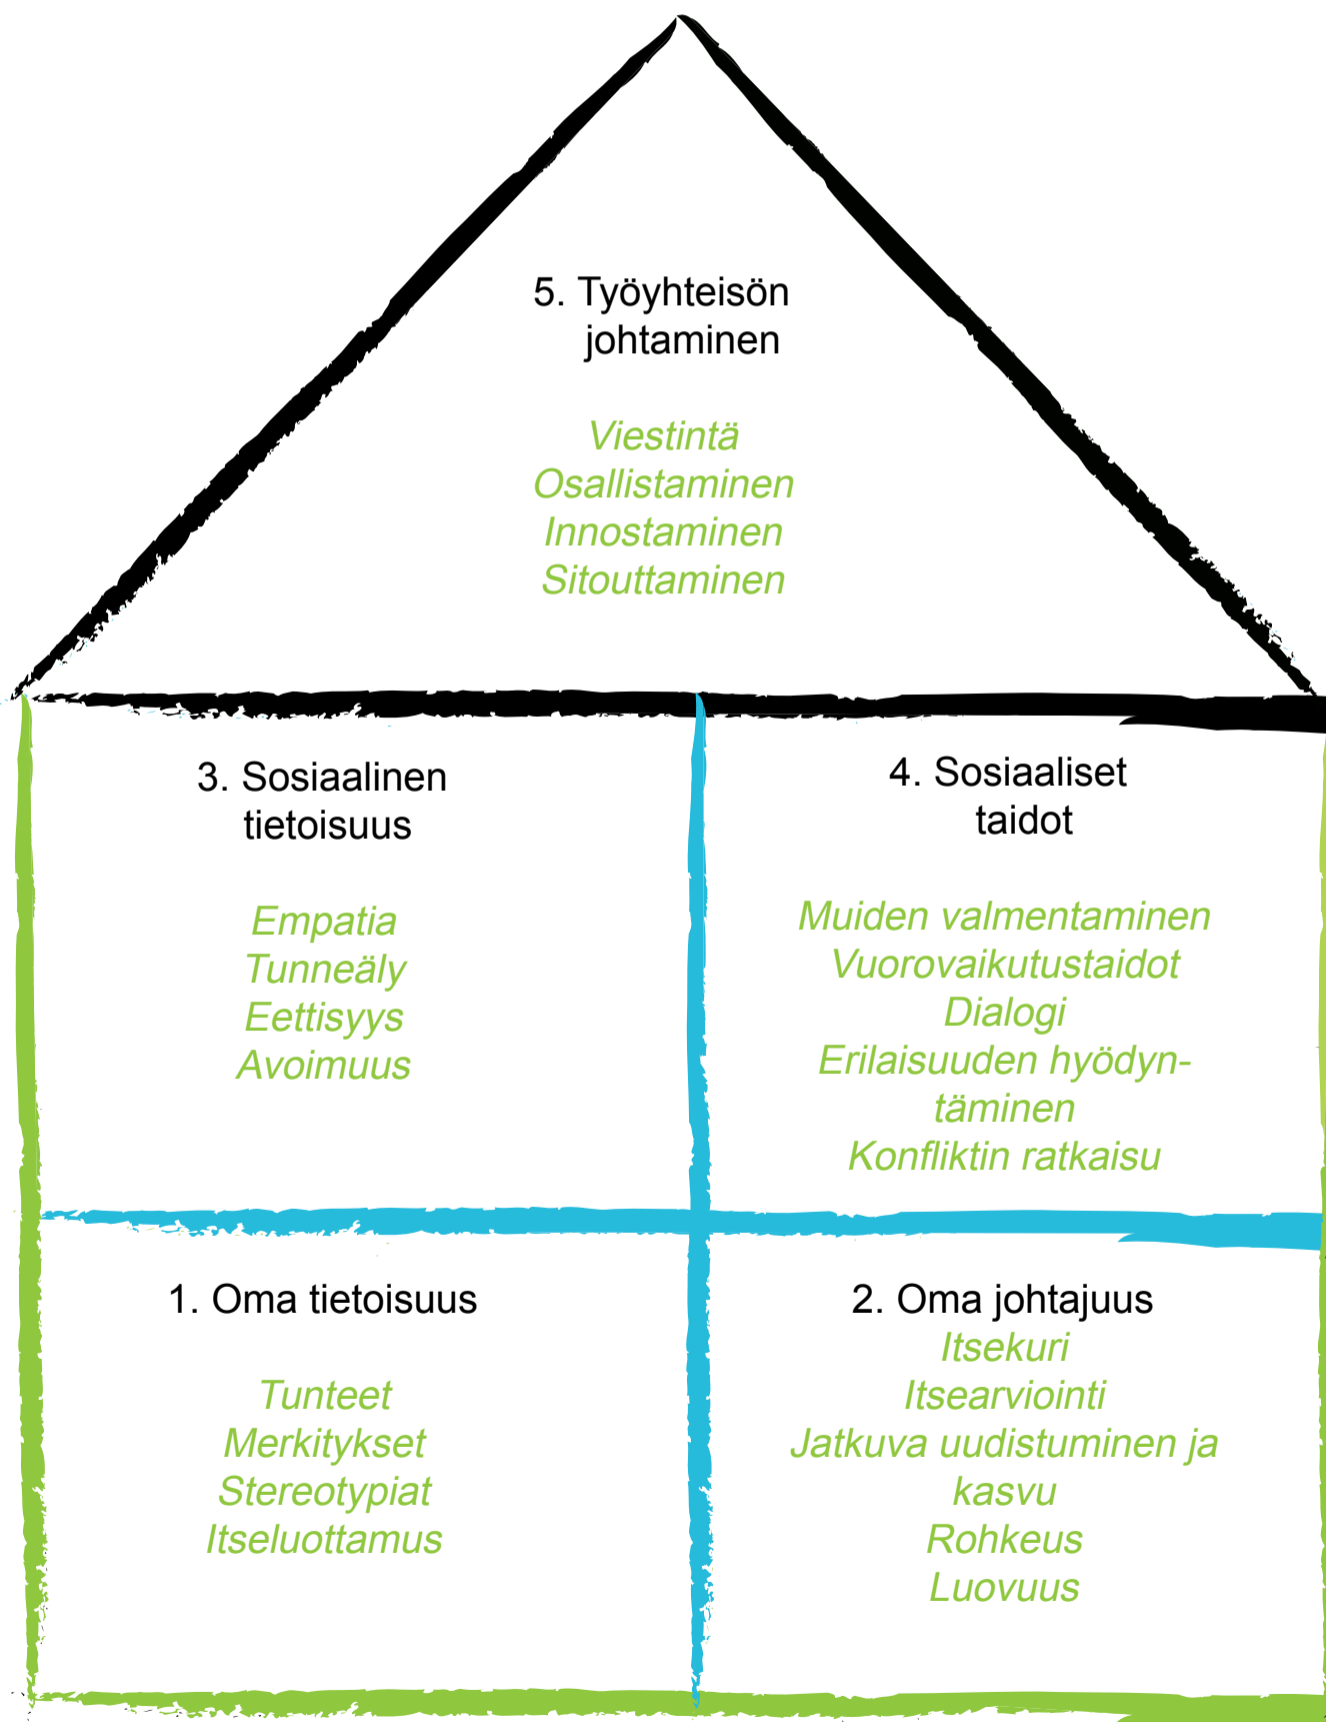 5. Työyhteisön
johtaminen
Viestintä
Osallistaminen
Innostaminen
Sitouttaminen
3. Sosiaalinen
tietoisuus
Empatia
Tunneäly
Eettisyys
Avoimuus
4. Sosiaaliset
taidot
Muiden valmentaminen
Vuorovaikutustaidot
Dialogi
Erilaisuuden hyödyn-
täminen
Konfliktin ratkaisu
1. Oma tietoisuus
Tunteet
Merkitykset
Stereotypiat
Itseluottamus
2. Oma johtajuus
Itsekuri
Itsearviointi
Jatkuva uudistuminen ja
kasvu
Rohkeus
Luovuus